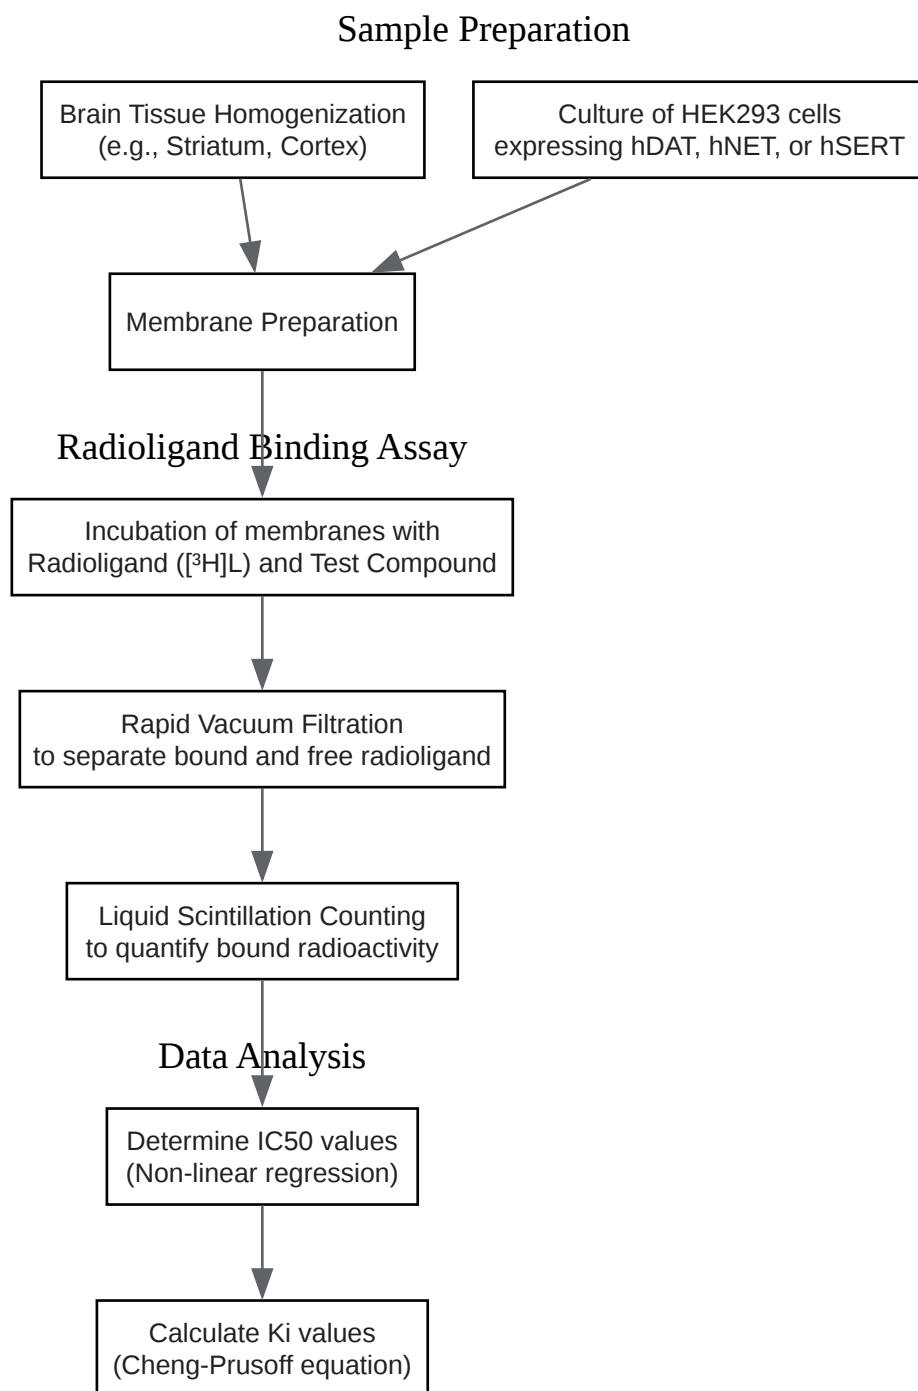 Sample Preparation
Brain Tissue Homogenization
(e.g., Striatum, Cortex)
Culture of HEK293 cells
expressing hDAT, hNET, or hSERT
Membrane Preparation
Radioligand Binding Assay
Incubation of membranes with
Radioligand ([³H]L) and Test Compound
Rapid Vacuum Filtration
to separate bound and free radioligand
Liquid Scintillation Counting
to quantify bound radioactivity
Data Analysis
Determine IC50 values
(Non-linear regression)
Calculate Ki values
(Cheng-Prusoff equation)